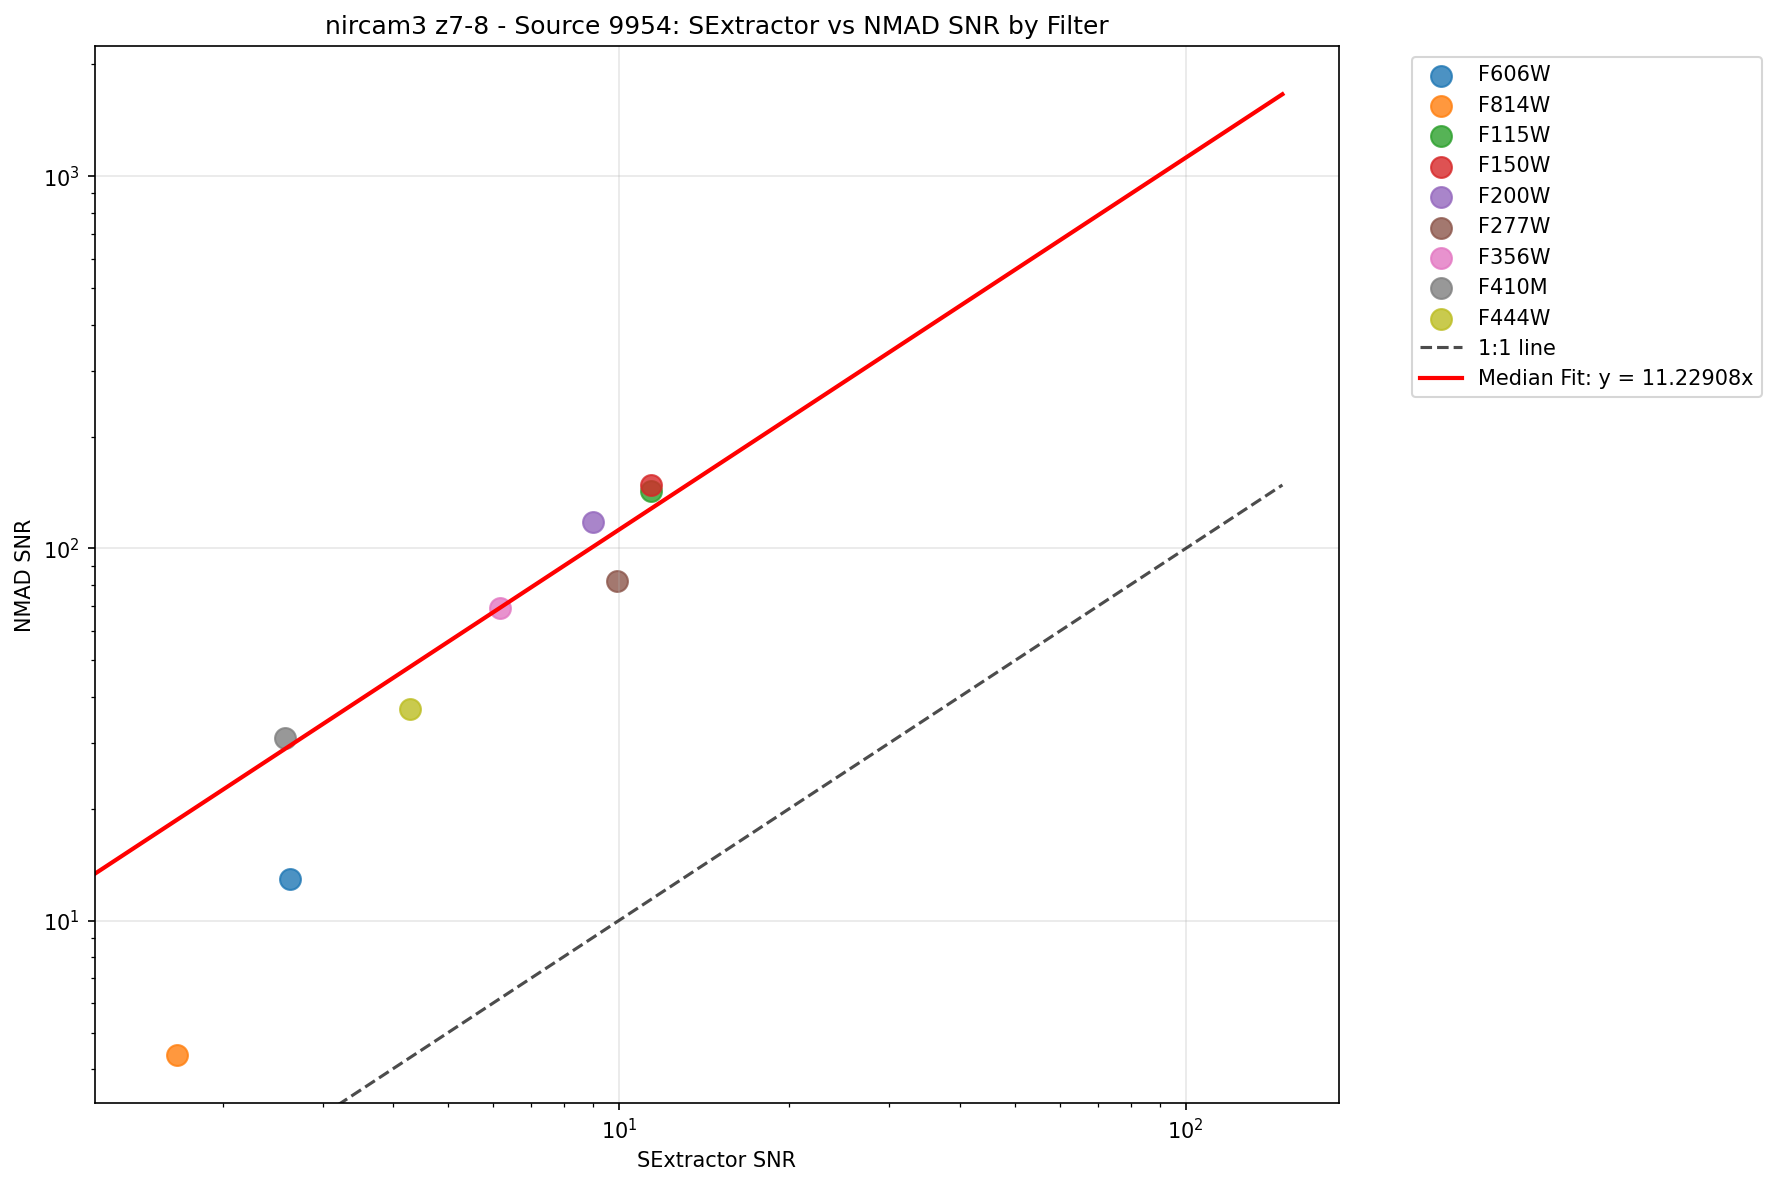 nircam3 z7-8 - Source 9954: SExtractor vs NMAD SNR by Filter
F606W
F814W
F115W
F150W
F200W
F277W
F356W
F410M
F444W
1:1 line
Median Fit: y = 11.22908x
NMAD SNR
10³
10²
10¹
10¹
10²
SExtractor SNR